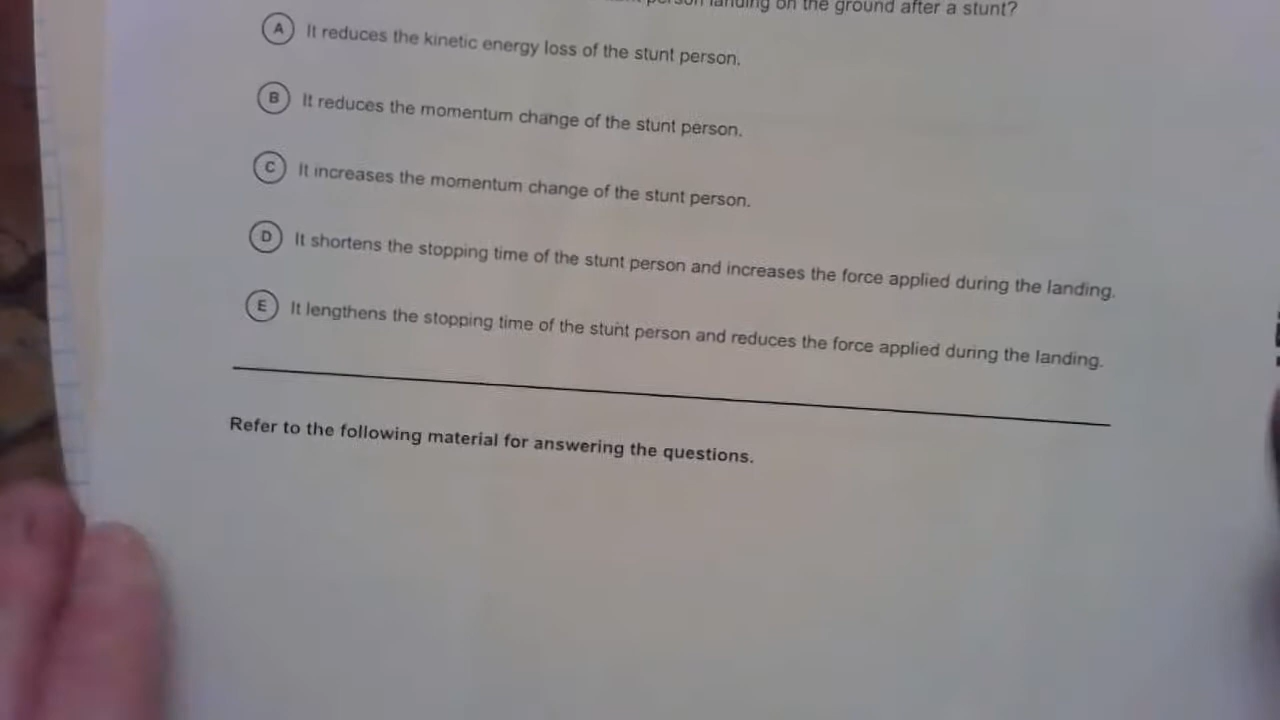 person landing on the ground after a stunt?
A It reduces the kinetic energy loss of the stunt person.
B It reduces the momentum change of the stunt person.
C It increases the momentum change of the stunt person.
D It shortens the stopping time of the stunt person and increases the force applied during the landing.
E It lengthens the stopping time of the stunt person and reduces the force applied during the landing.
Refer to the following material for answering the questions.